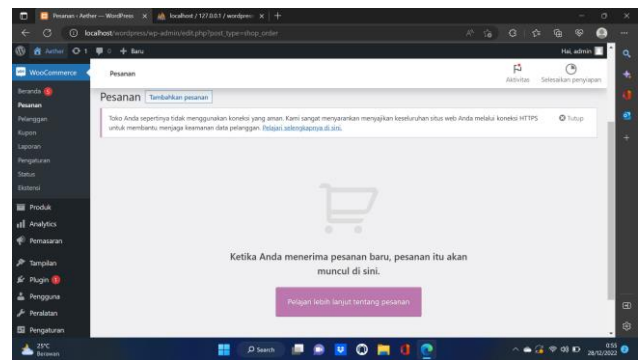 Pesanan ‹ Aether — WordPress
localhost / 127.0.0.1 / wordpres
localhost/wordpress/wp-admin/edit.php?post_type=shop_order
Aether 1 0 + Baru
Hai, admin
WooCommerce
Beranda
Pesanan
Pelanggan
Kupon
Laporan
Pengaturan
Status
Ekstensi
Produk
Analytics
Pemasaran
Tampilan
Plugin 1
Pengguna
Peralatan
Pengaturan
Pesanan
Aktivitas
Selesaikan penyiapan
Pesanan Tambahkan pesanan
Toko Anda sepertinya tidak menggunakan koneksi yang aman. Kami sangat menyarankan menyajikan keseluruhan situs web Anda melalui koneksi HTTPS
untuk membantu menjaga keamanan data pelanggan. Pelajari selengkapnya di sini.
Tutup
Ketika Anda menerima pesanan baru, pesanan itu akan
muncul di sini.
Pelajari lebih lanjut tentang pesanan
25°C
Berawan
Search
0:55
28/12/2022